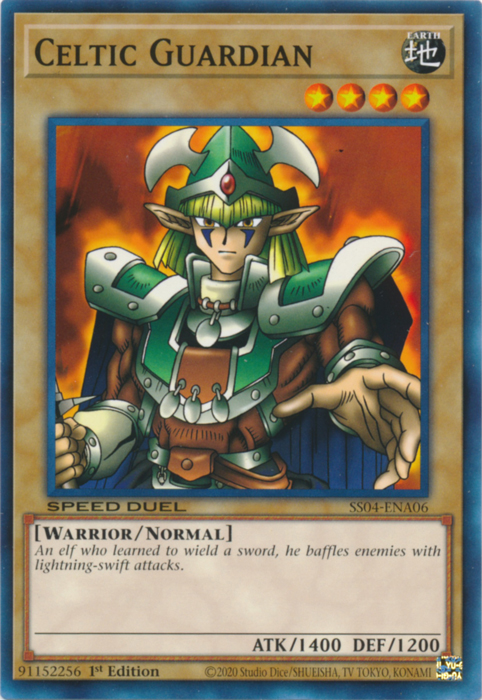 CELTIC GUARDIAN
EARTH
地
SPEED DUEL
SS04-ENA06
[WARRIOR/NORMAL]
An elf who learned to wield a sword, he baffles enemies with
lightning-swift attacks.
ATK/1400 DEF/1200
91152256 1st Edition ©2020 Studio Dice/SHUEISHA, TV TOKYO, KONAMI